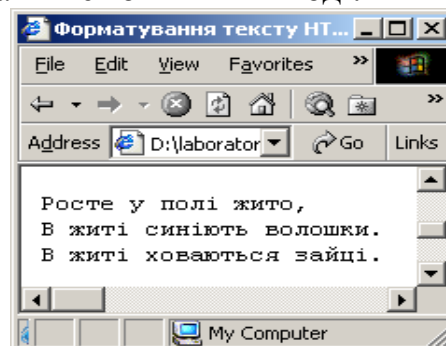 Форматування тексту НТ...
File Edit View Favorites »
»
Address D:\laborator Go Links
Росте у полі жито,
В житі синіють волошки.
В житі ховаються зайці.
My Computer